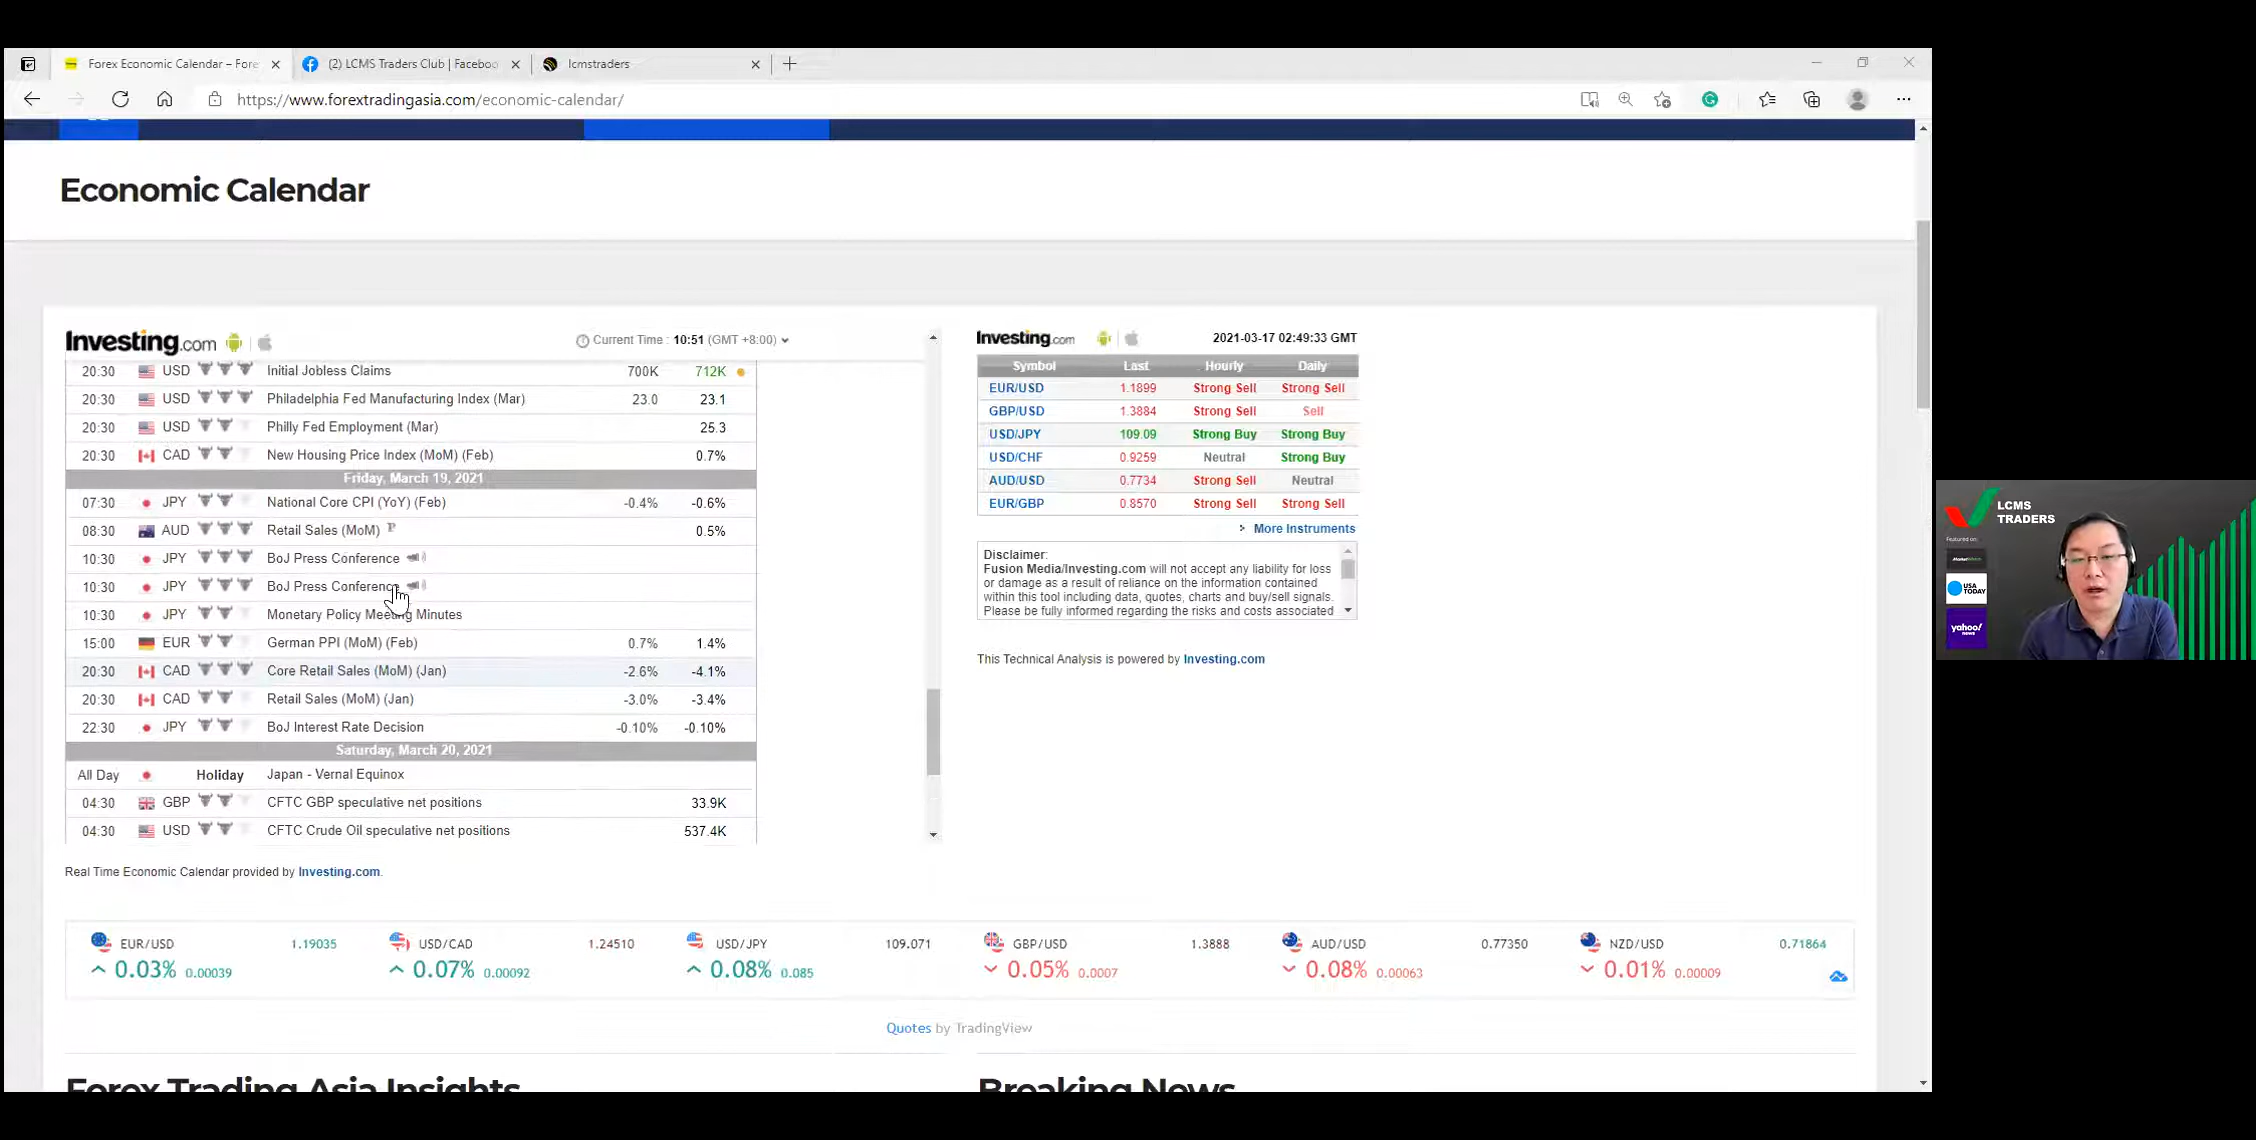 Forex Economic Calendar – Fore
(2) LCMS Traders Club | Faceboo
lcmstraders
https://www.forextradingasia.com/economic-calendar/
Economic Calendar
Investing.com
Current Time : 10:51 (GMT +8:00)
20:30 USD Initial Jobless Claims 700K 712K
20:30 USD Philadelphia Fed Manufacturing Index (Mar) 23.0 23.1
20:30 USD Philly Fed Employment (Mar) 25.3
20:30 CAD New Housing Price Index (MoM) (Feb) 0.7%
Friday, March 19, 2021
07:30 JPY National Core CPI (YoY) (Feb) -0.4% -0.6%
08:30 AUD Retail Sales (MoM) P 0.5%
10:30 JPY BoJ Press Conference
10:30 JPY BoJ Press Conference
10:30 JPY Monetary Policy Meeting Minutes
15:00 EUR German PPI (MoM) (Feb) 0.7% 1.4%
20:30 CAD Core Retail Sales (MoM) (Jan) -2.6% -4.1%
20:30 CAD Retail Sales (MoM) (Jan) -3.0% -3.4%
22:30 JPY BoJ Interest Rate Decision -0.10% -0.10%
Saturday, March 20, 2021
All Day Holiday Japan - Vernal Equinox
04:30 GBP CFTC GBP speculative net positions 33.9K
04:30 USD CFTC Crude Oil speculative net positions 537.4K
Real Time Economic Calendar provided by Investing.com.
Investing.com
2021-03-17 02:49:33 GMT
Symbol Last Hourly Daily
EUR/USD 1.1899 Strong Sell Strong Sell
GBP/USD 1.3884 Strong Sell Sell
USD/JPY 109.09 Strong Buy Strong Buy
USD/CHF 0.9259 Neutral Strong Buy
AUD/USD 0.7734 Strong Sell Neutral
EUR/GBP 0.8570 Strong Sell Strong Sell
More Instruments
Disclaimer:
Fusion Media/Investing.com will not accept any liability for loss
or damage as a result of reliance on the information contained
within this tool including data, quotes, charts and buy/sell signals.
Please be fully informed regarding the risks and costs associated
This Technical Analysis is powered by Investing.com
LCMS
TRADERS
Featured on:
MarketWatch
USA
TODAY
yahoo!
news
EUR/USD 1.19035
0.03% 0.00039
USD/CAD 1.24510
0.07% 0.00092
USD/JPY 109.071
0.08% 0.085
GBP/USD 1.3888
0.05% 0.0007
AUD/USD 0.77350
0.08% 0.00063
NZD/USD 0.71864
0.01% 0.00009
Quotes by TradingView
Forex Trading Asia Insights
Breaking News